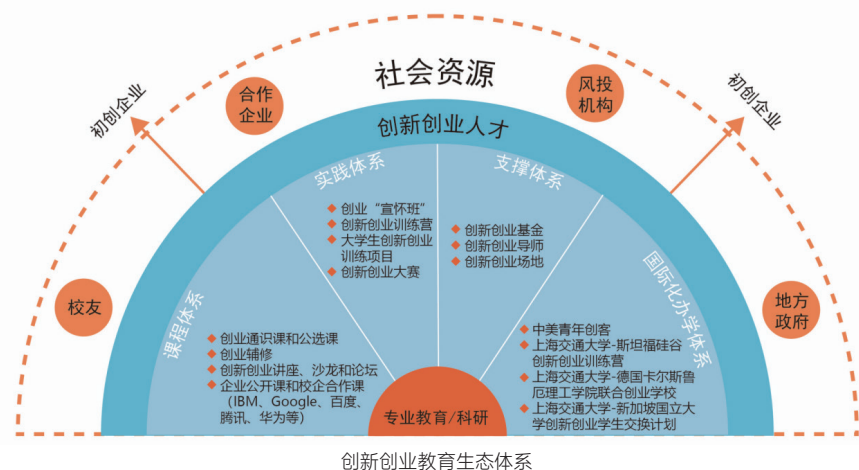 社会资源
合作
企业
风投
机构
初创企业
初创企业
创新创业人才
校友
地方
政府
实践体系
◆ 创业“宣怀班”
◆ 创新创业训练营
◆ 大学生创新创业
训练项目
◆ 创新创业大赛
支撑体系
◆ 创新创业基金
◆ 创新创业导师
◆ 创新创业场地
课程体系
◆ 创业通识课和公选课
◆ 创业辅修
◆ 创新创业讲座、沙龙和论坛
◆ 企业公开课和校企合作课
（IBM、Google、百度、
腾讯、华为等）
国际化办学体系
◆ 中美青年创客
◆ 上海交通大学-斯坦福硅谷
创新创业训练营
◆ 上海交通大学-德国卡尔斯鲁
厄理工学院联合创业学校
◆ 上海交通大学-新加坡国立大
学创新创业学生交换计划
专业教育/科研
创新创业教育生态体系